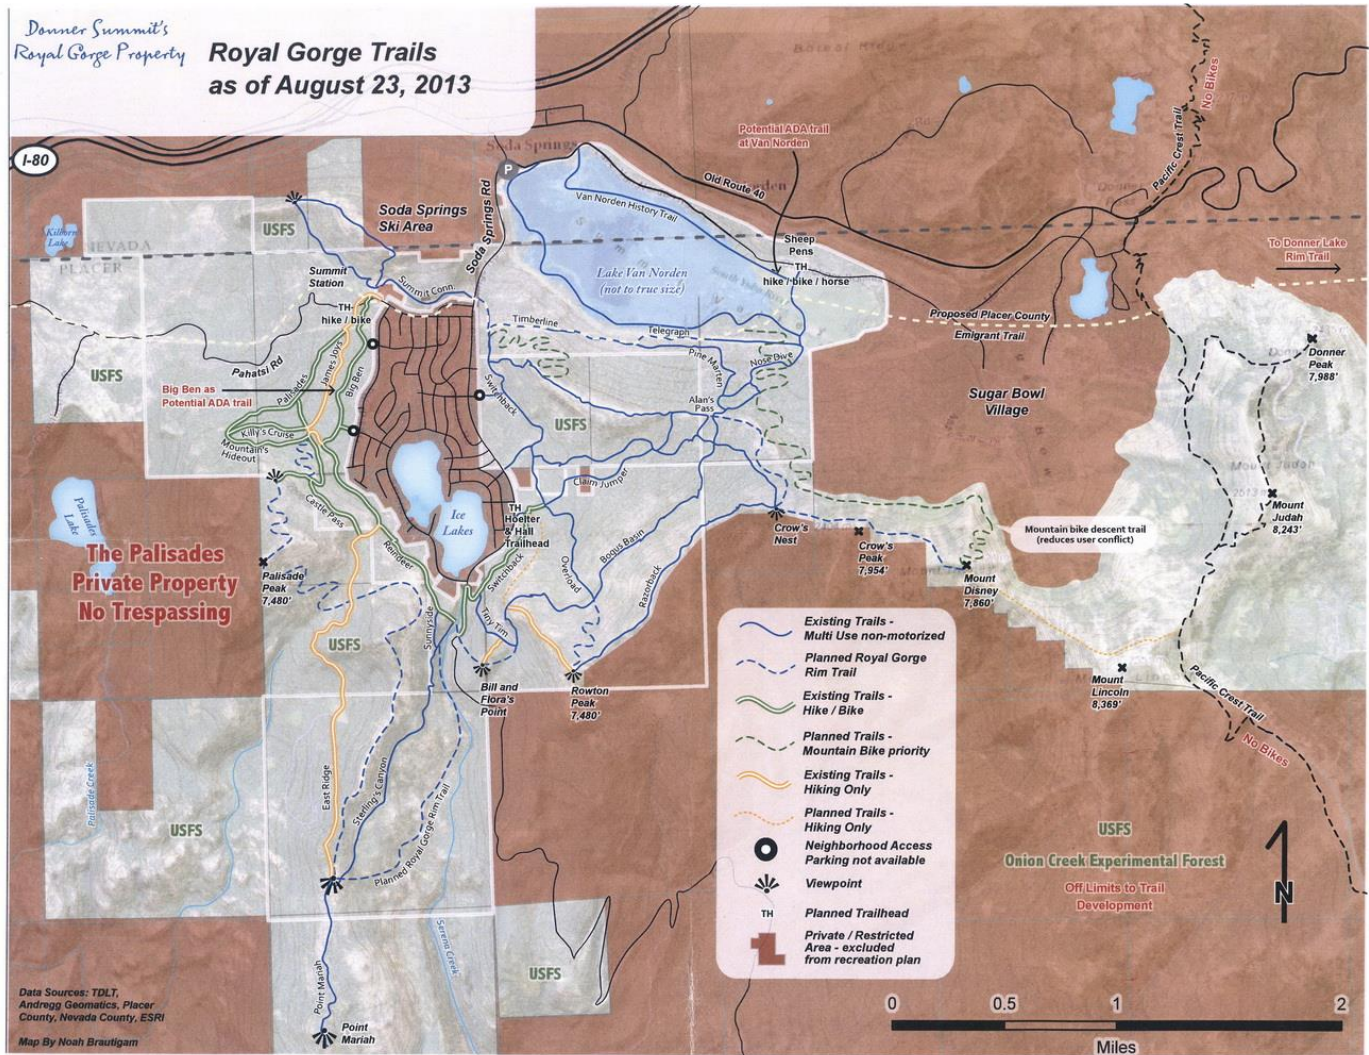 Donner Summit's
Royal Gorge Property
Royal Gorge Trails
as of August 23, 2013
I-80
Soda Springs
P
Potential ADA trail
at Van Norden
Old Route 40
Pacific Crest Trail
No Bikes
To Donner Lake
Rim Trail
Kilborn
Lake
NEVADA
PLACER
USFS
Soda Springs
Ski Area
Soda Springs Rd
Van Norden History Trail
Lake Van Norden
(not to true size)
Sheep
Pens
TH
hike / bike / horse
Summit
Station
Summit Conn.
TH-
hike / bike
Proposed Placer County
Emigrant Trail
Timberline
Telegraph
Pine Marten
Nose Dive
Pahatsi Rd
USFS
Big Ben as
Potential ADA trail
Palisades
James Joys
Big Ben
Switchback
Alan's
Pass
USFS
Sugar Bowl
Village
Donner
Peak
7,988'
Killy's Cruise
Mountain's
Hideout
Claim Jumper
Castle Pass
Ice
Lakes
TH
Hoelter
& Hall
Trailhead
Mount Judah
Mount
Judah
8,243'
Palisades
Lake
The Palisades
Private Property
No Trespassing
Palisade
Peak
7,480'
Reindeer
Switchback
Overload
Bogus Basin
Razorback
Crow's
Nest
Crow's
Peak
7,954'
Mount
Disney
7,860'
Mountain bike descent trail
(reduces user conflict)
USFS
Sunnyside
Tiny Tim
Bill and
Flora's
Point
Rowton
Peak
7,480'
Mount
Lincoln
8,369'
Pacific Crest Trail
No Bikes
Existing Trails -
Multi Use non-motorized
Planned Royal Gorge
Rim Trail
Existing Trails -
Hike / Bike
Planned Trails -
Mountain Bike priority
Existing Trails -
Hiking Only
Planned Trails -
Hiking Only
Neighborhood Access
Parking not available
Viewpoint
TH
Planned Trailhead
Private / Restricted
Area - excluded
from recreation plan
Palisade Creek
USFS
East Ridge
Sterling's Canyon
Planned Royal Gorge Rim Trail
Serena Creek
USFS
Point Mariah
Point
Mariah
USFS
Onion Creek Experimental Forest
Off Limits to Trail
Development
N
Data Sources: TDLT,
Andregg Geomatics, Placer
County, Nevada County, ESRI
Map By Noah Brautigam
0 0.5 1 2
Miles